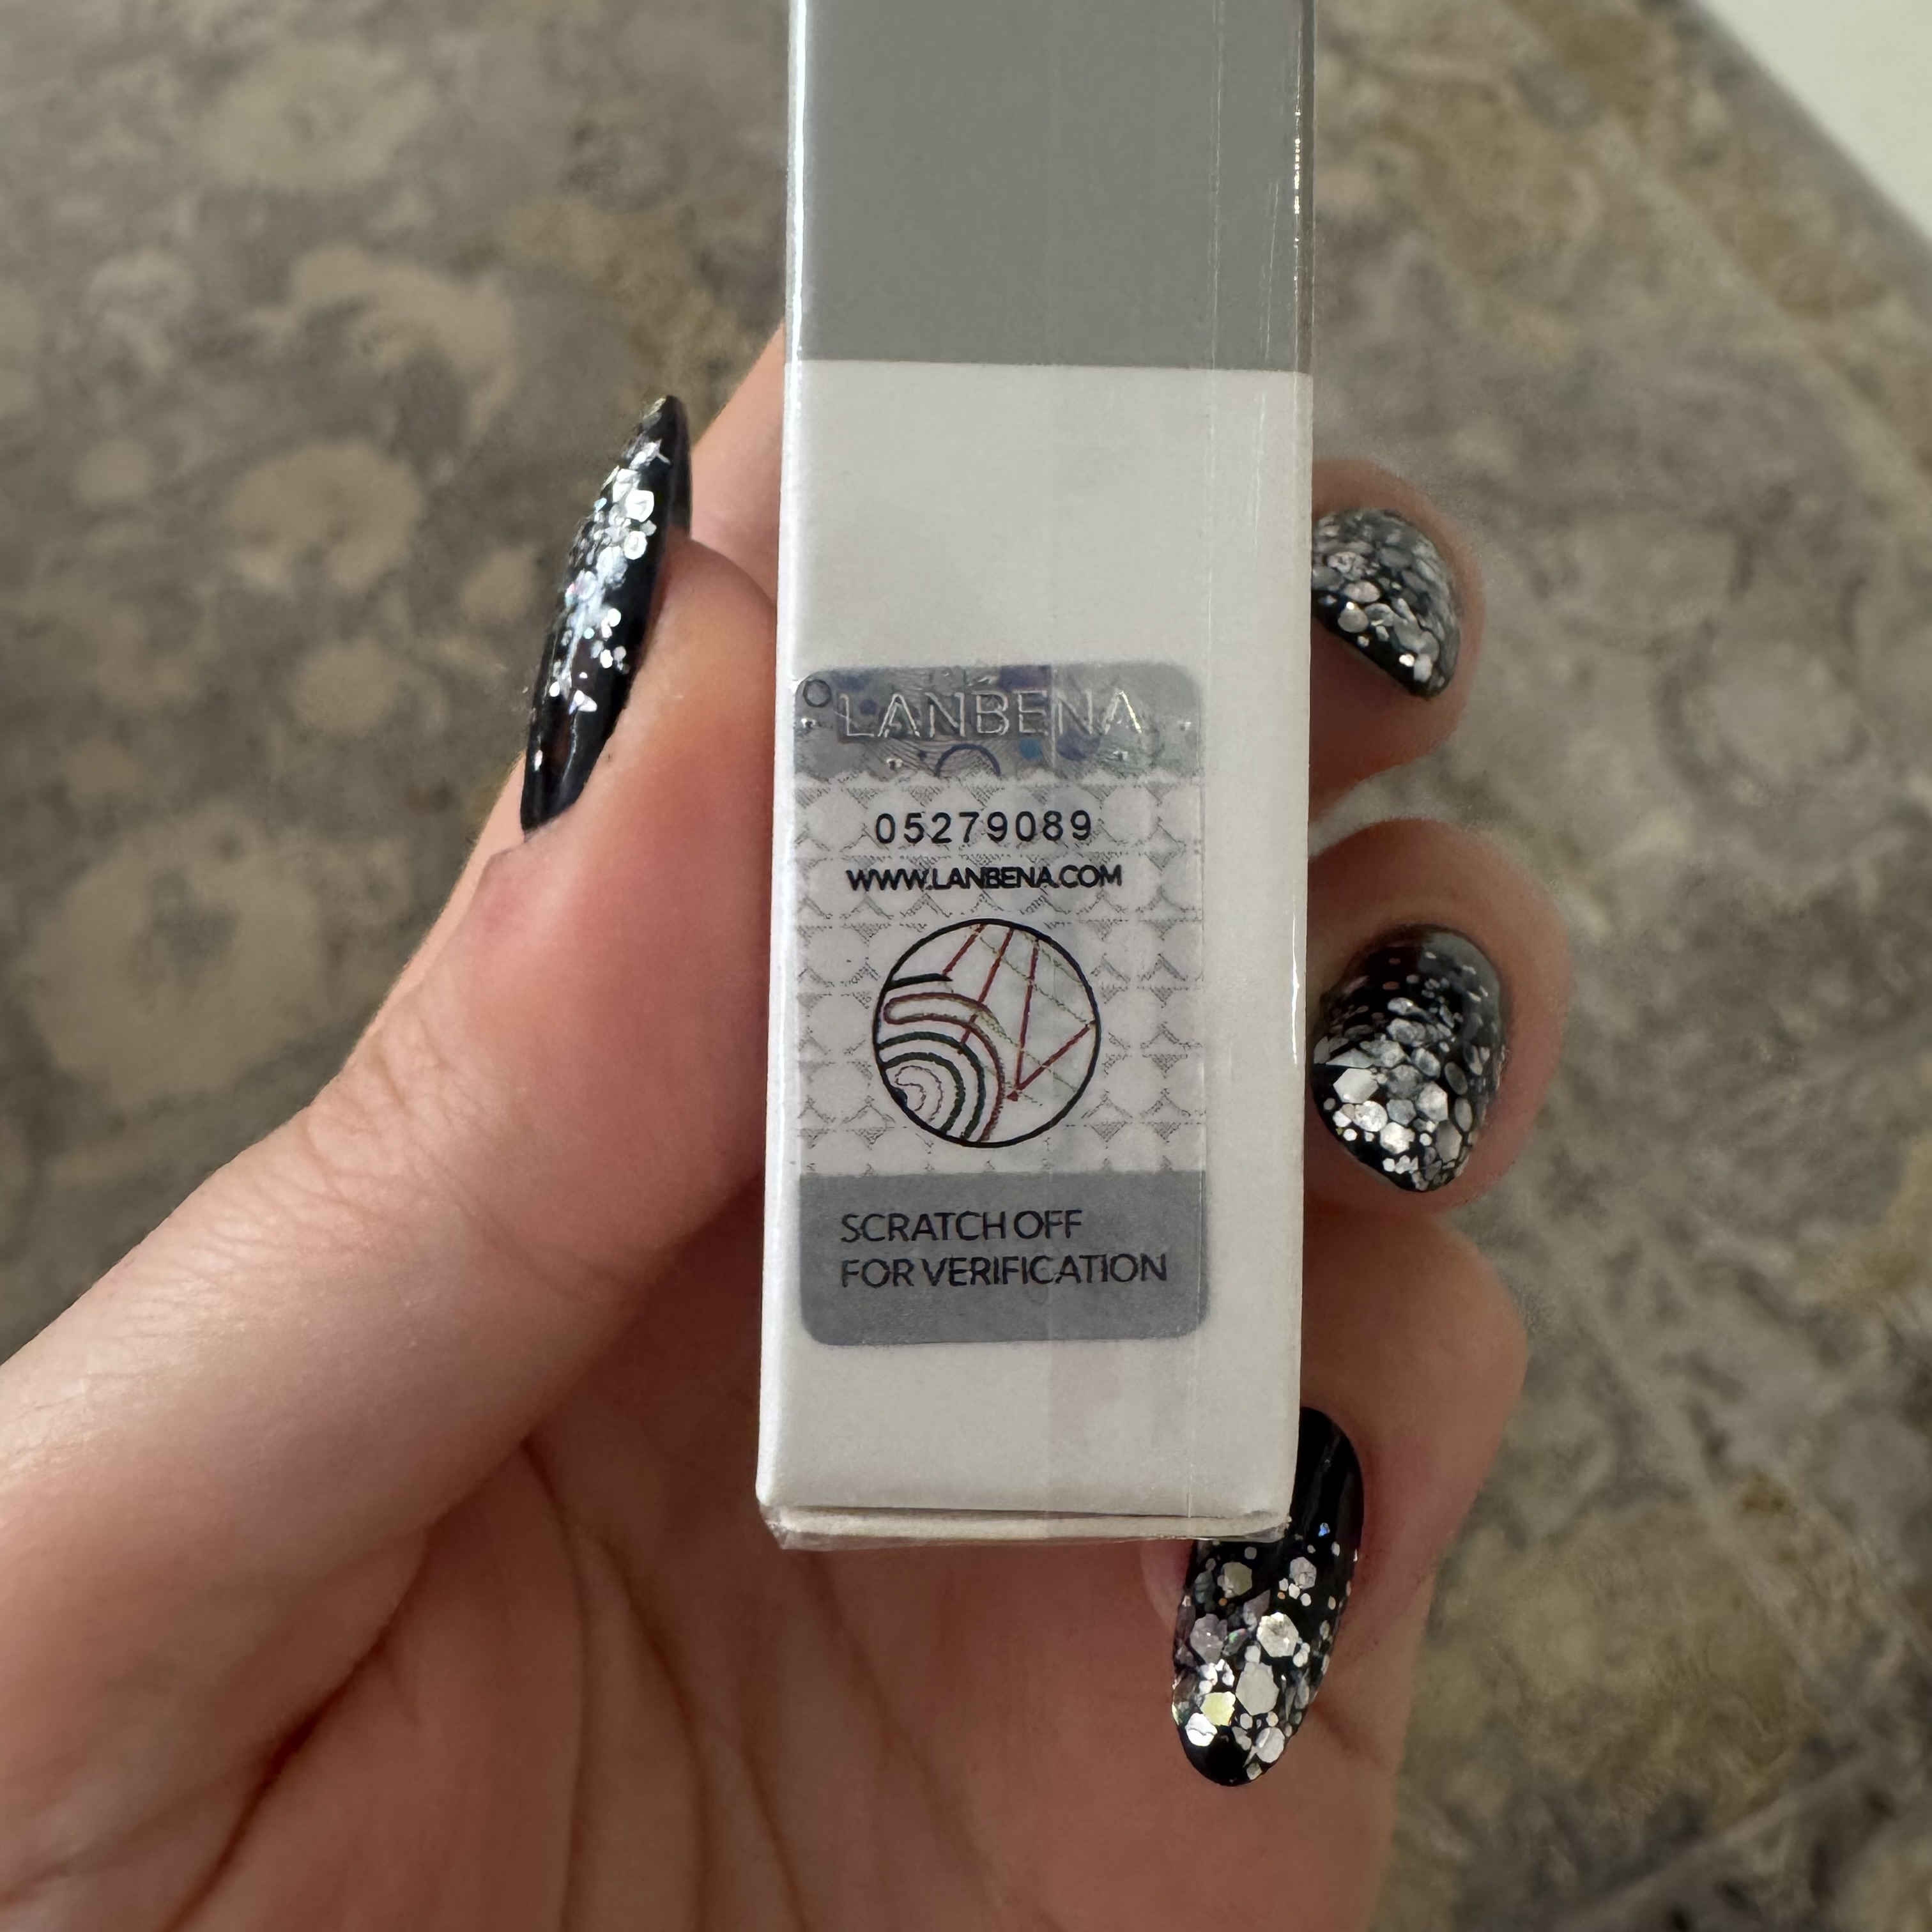 LANBENA
05279089
WWW.LANBENA.COM
SCRATCH OFF
FOR VERIFICATION